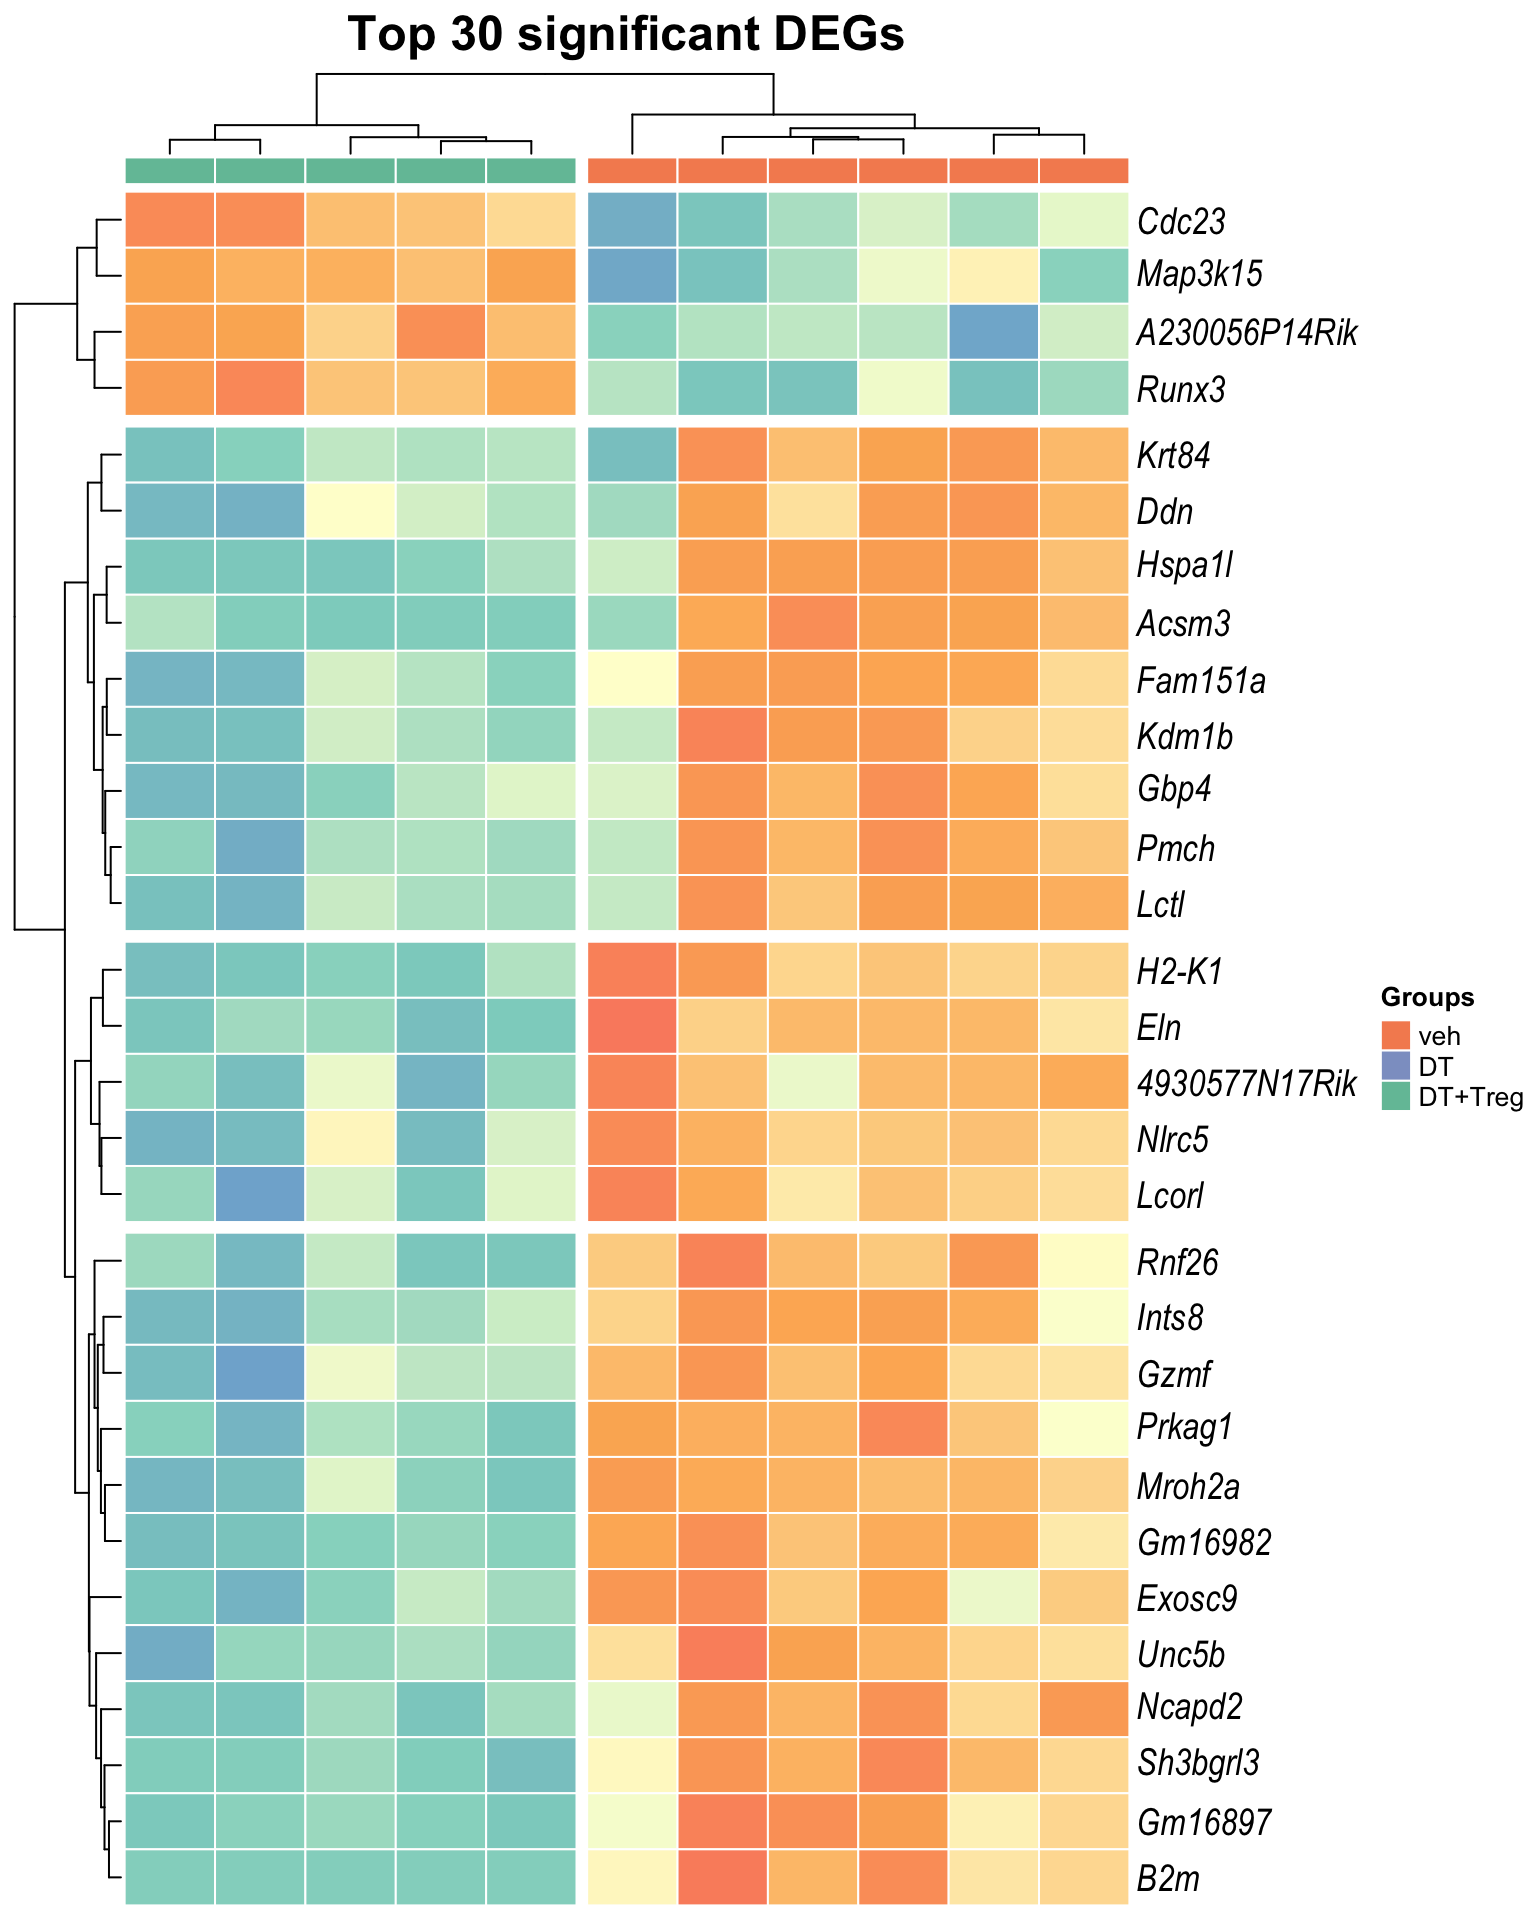 Top 30 significant DEGs
Cdc23
Map3k15
A230056P14Rik
Runx3
Krt84
Ddn
Hspa1l
Acsm3
Fam151a
Kdm1b
Gbp4
Pmch
Lctl
H2-K1
Eln
4930577N17Rik
Nlrc5
Lcorl
Rnf26
Ints8
Gzmf
Prkag1
Mroh2a
Gm16982
Exosc9
Unc5b
Ncapd2
Sh3bgrl3
Gm16897
B2m
Groups
veh
DT
DT+Treg